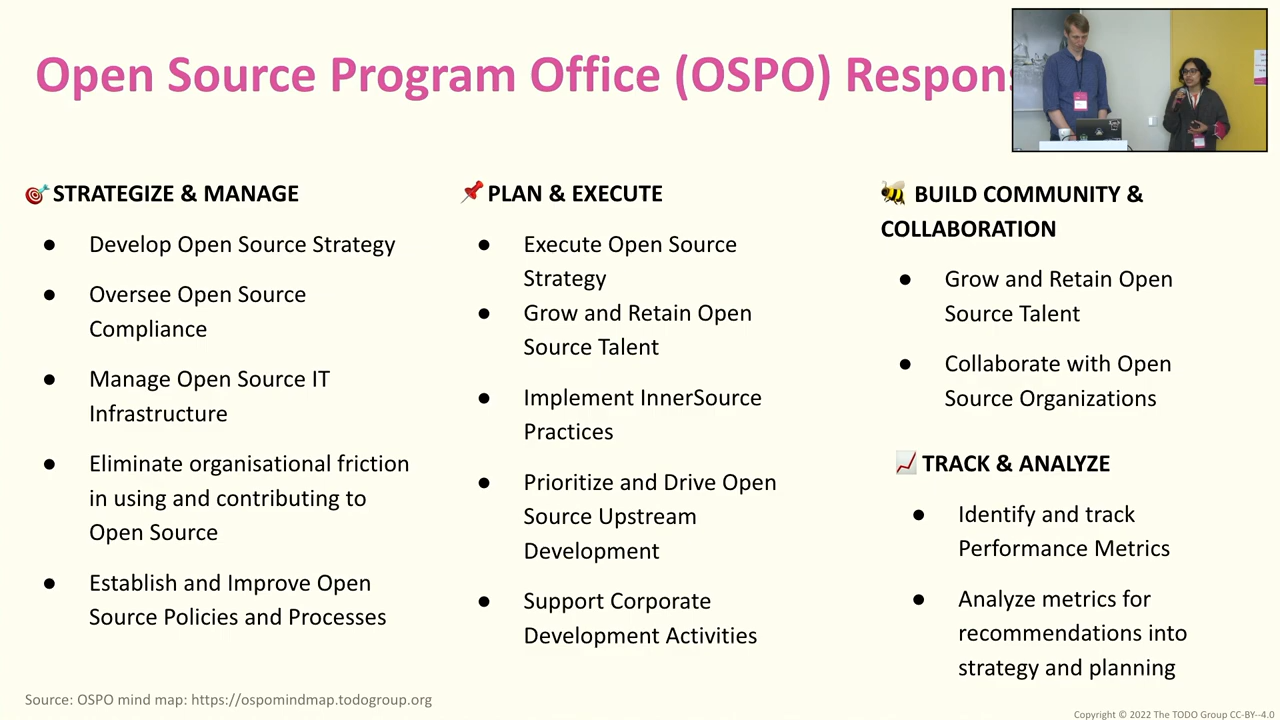 Open Source Program Office (OSPO) Respons
STRATEGIZE & MANAGE
Develop Open Source Strategy
Oversee Open Source
Compliance
Manage Open Source IT
Infrastructure
Eliminate organisational friction
in using and contributing to
Open Source
Establish and Improve Open
Source Policies and Processes
PLAN & EXECUTE
Execute Open Source
Strategy
Grow and Retain Open
Source Talent
Implement InnerSource
Practices
Prioritize and Drive Open
Source Upstream
Development
Support Corporate
Development Activities
BUILD COMMUNITY &
COLLABORATION
Grow and Retain Open
Source Talent
Collaborate with Open
Source Organizations
TRACK & ANALYZE
Identify and track
Performance Metrics
Analyze metrics for
recommendations into
strategy and planning
Source: OSPO mind map: https://ospomindmap.todogroup.org
Copyright © 2022 The TODO Group CC-BY--4.0